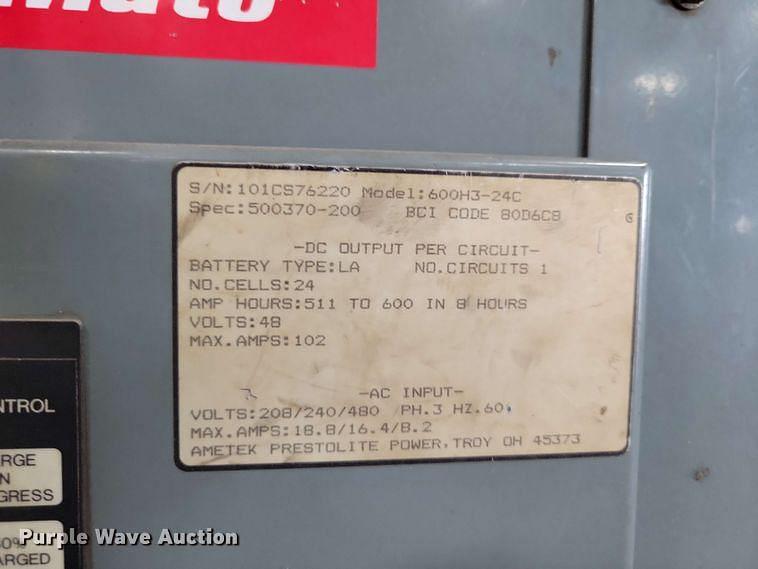 S/N:101CS76220 Model:600H3-24C
Spec:500370-200 BCI CODE 80D6C8
-DC OUTPUT PER CIRCUIT-
BATTERY TYPE:LA NO.CIRCUITS 1
NO.CELLS:24
AMP HOURS:511 TO 600 IN 8 HOURS
VOLTS:48
MAX.AMPS:102
-AC INPUT-
VOLTS:208/240/480 PH.3 HZ.60
MAX.AMPS:18.8/16.4/8.2
AMETEK PRESTOLITE POWER,TROY OH 45373
NTROL
RGE
N
GRESS
0%
ARGED
Purple Wave Auction